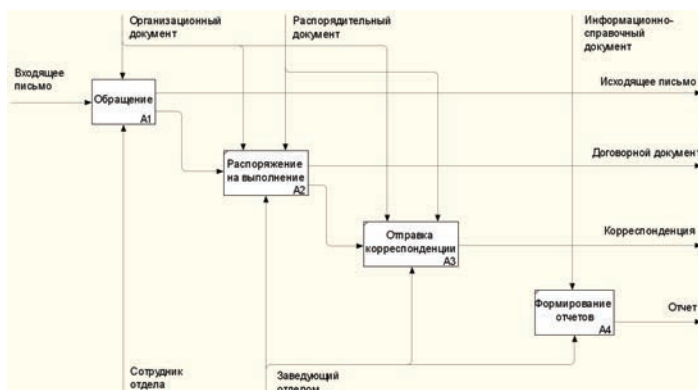 Организационный
документ
Распорядительный
документ
Информационно-
справочный
документ
Входящее
письмо
Обращение
A1
Исходящее письмо
Распоряжение
на выполнение
A2
Договорной документ
Отправка
корреспонденции
A3
Корреспонденция
Формирование
отчетов
A4
Отчет
Сотрудник
отдела
Заведующий
отделом